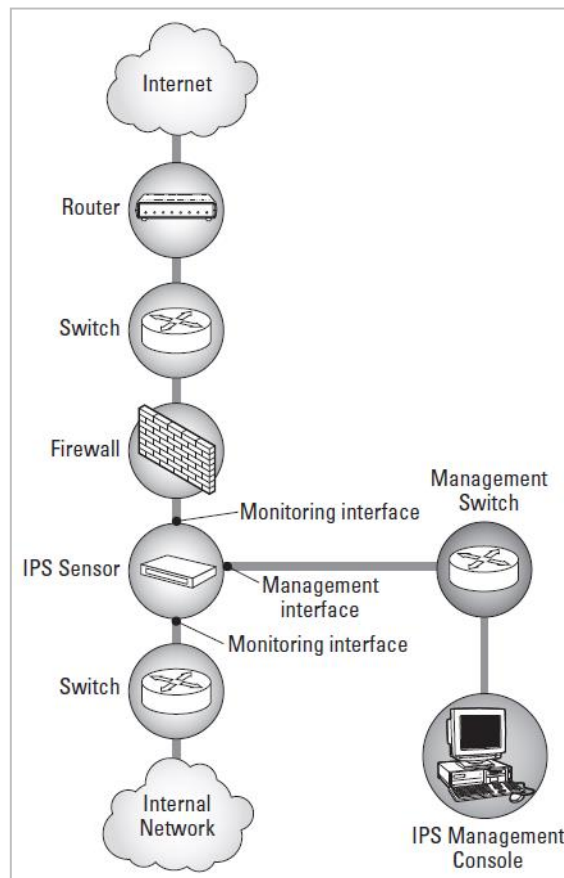 Internet
Router
Switch
Firewall
Monitoring interface
Management
Switch
IPS Sensor
Management
interface
Monitoring interface
Switch
Internal
Network
IPS Management
Console